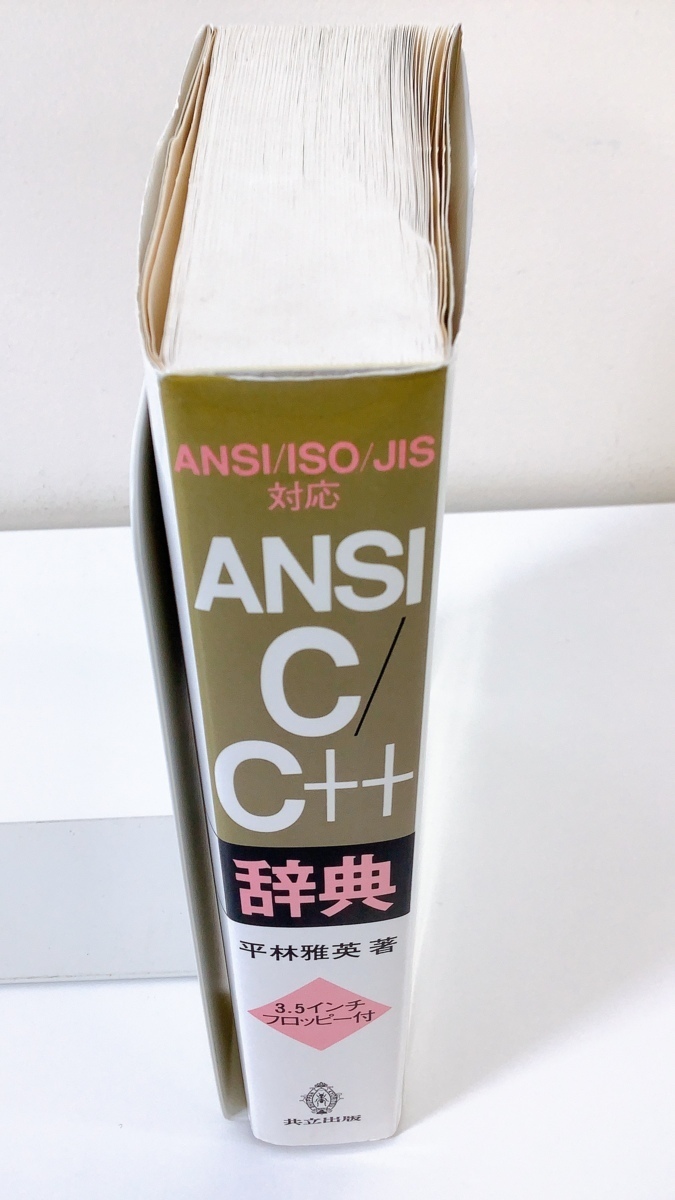 ANSI/ISO/JIS
対応
ANSI
C/
C++
辞典
平林雅英 著
3.5インチ
フロッピー付
共立出版